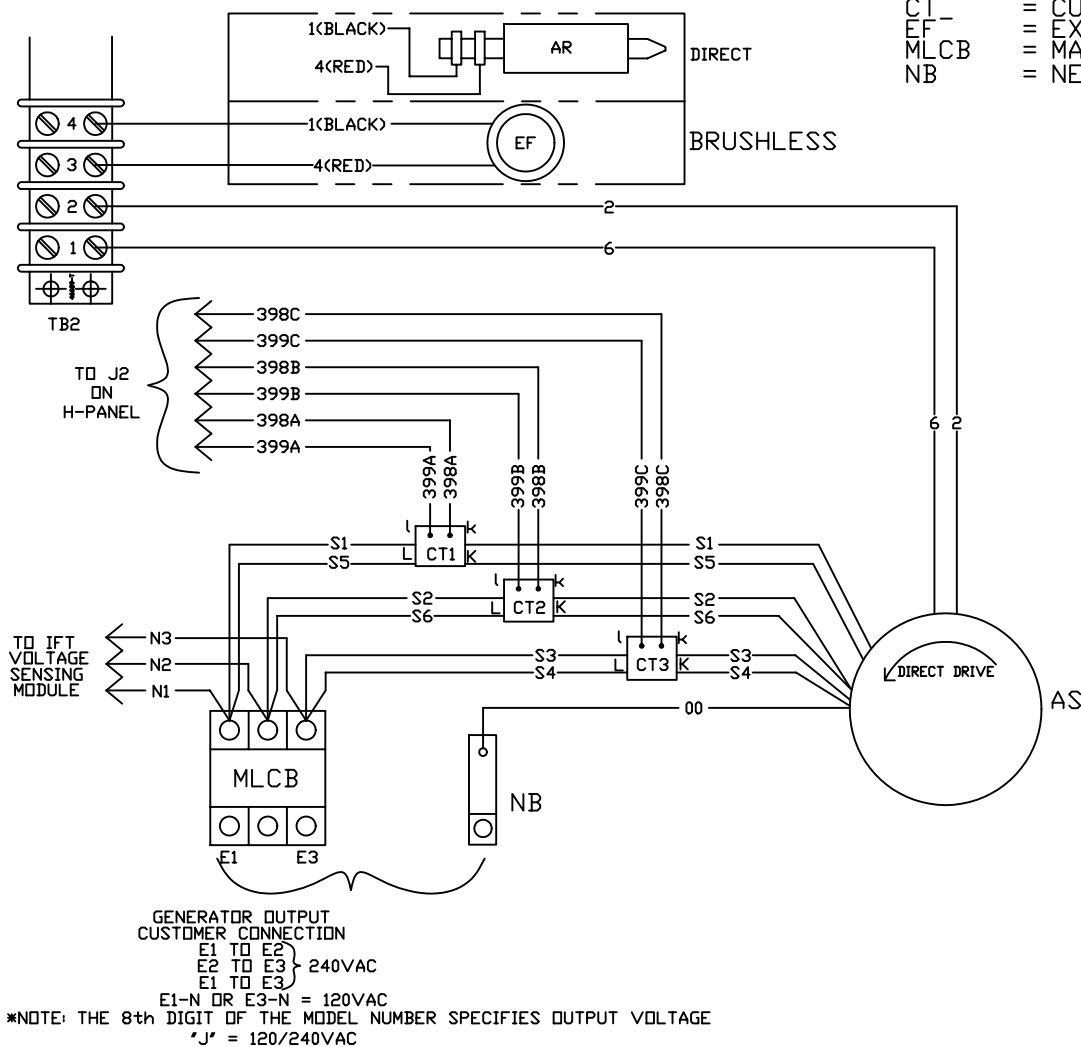 CT_ = CU
EF = EX
MLCB = MA
NB = NE
1(BLACK)
4(RED)
AR
DIRECT
4
1(BLACK)
EF
BRUSHLESS
3
4(RED)
2
2
1
6
TB2
TO J2
ON
H-PANEL
398C
399C
398B
399B
398A
399A
6 2
399A
398A
399B
398B
399C
398C
l k
L CT1 K
S1
S5
S1
S5
l k
L CT2 K
S2
S6
S2
S6
l k
L CT3 K
S3
S4
S3
S4
TO IFT
VOLTAGE
SENSING
MODULE
N3
N2
N1
DIRECT DRIVE
AS
00
MLCB
NB
E1 E3
GENERATOR OUTPUT
CUSTOMER CONNECTION
E1 TO E2
E2 TO E3 240VAC
E1 TO E3
E1-N OR E3-N = 120VAC
*NOTE: THE 8th DIGIT OF THE MODEL NUMBER SPECIFIES OUTPUT VOLTAGE
"J" = 120/240VAC